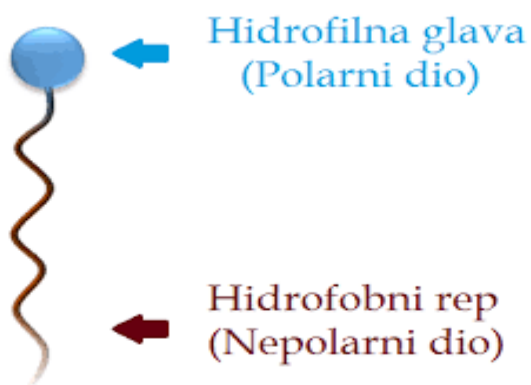 Hidrofilna glava
(Polarni dio)
Hidrofobni rep
(Nepolarni dio)